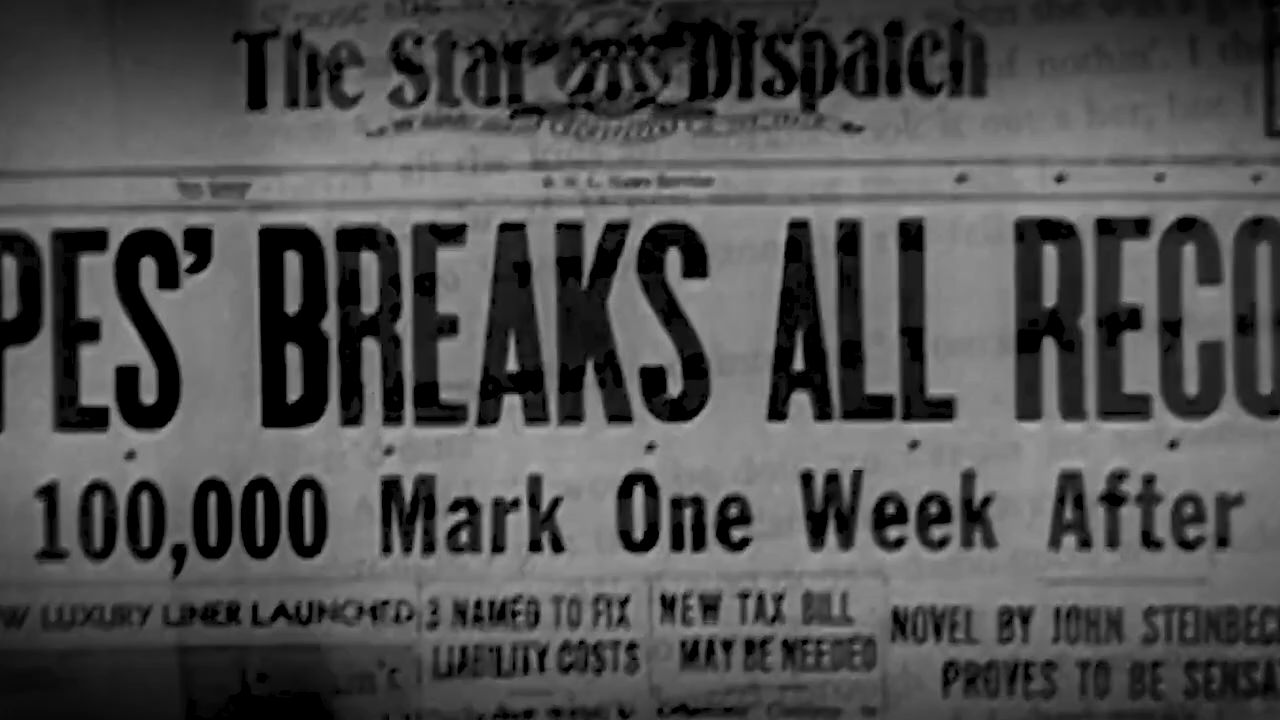 The Star Dispatch
PES' BREAKS ALL RECO
100,000 Mark One Week After
W LUXURY LINER LAUNCHED
3 NAMED TO FIX
LIABILITY COSTS
NEW TAX BILL
MAY BE NEEDED
NOVEL BY JOHN STEINBEC
PROVES TO BE SENSA